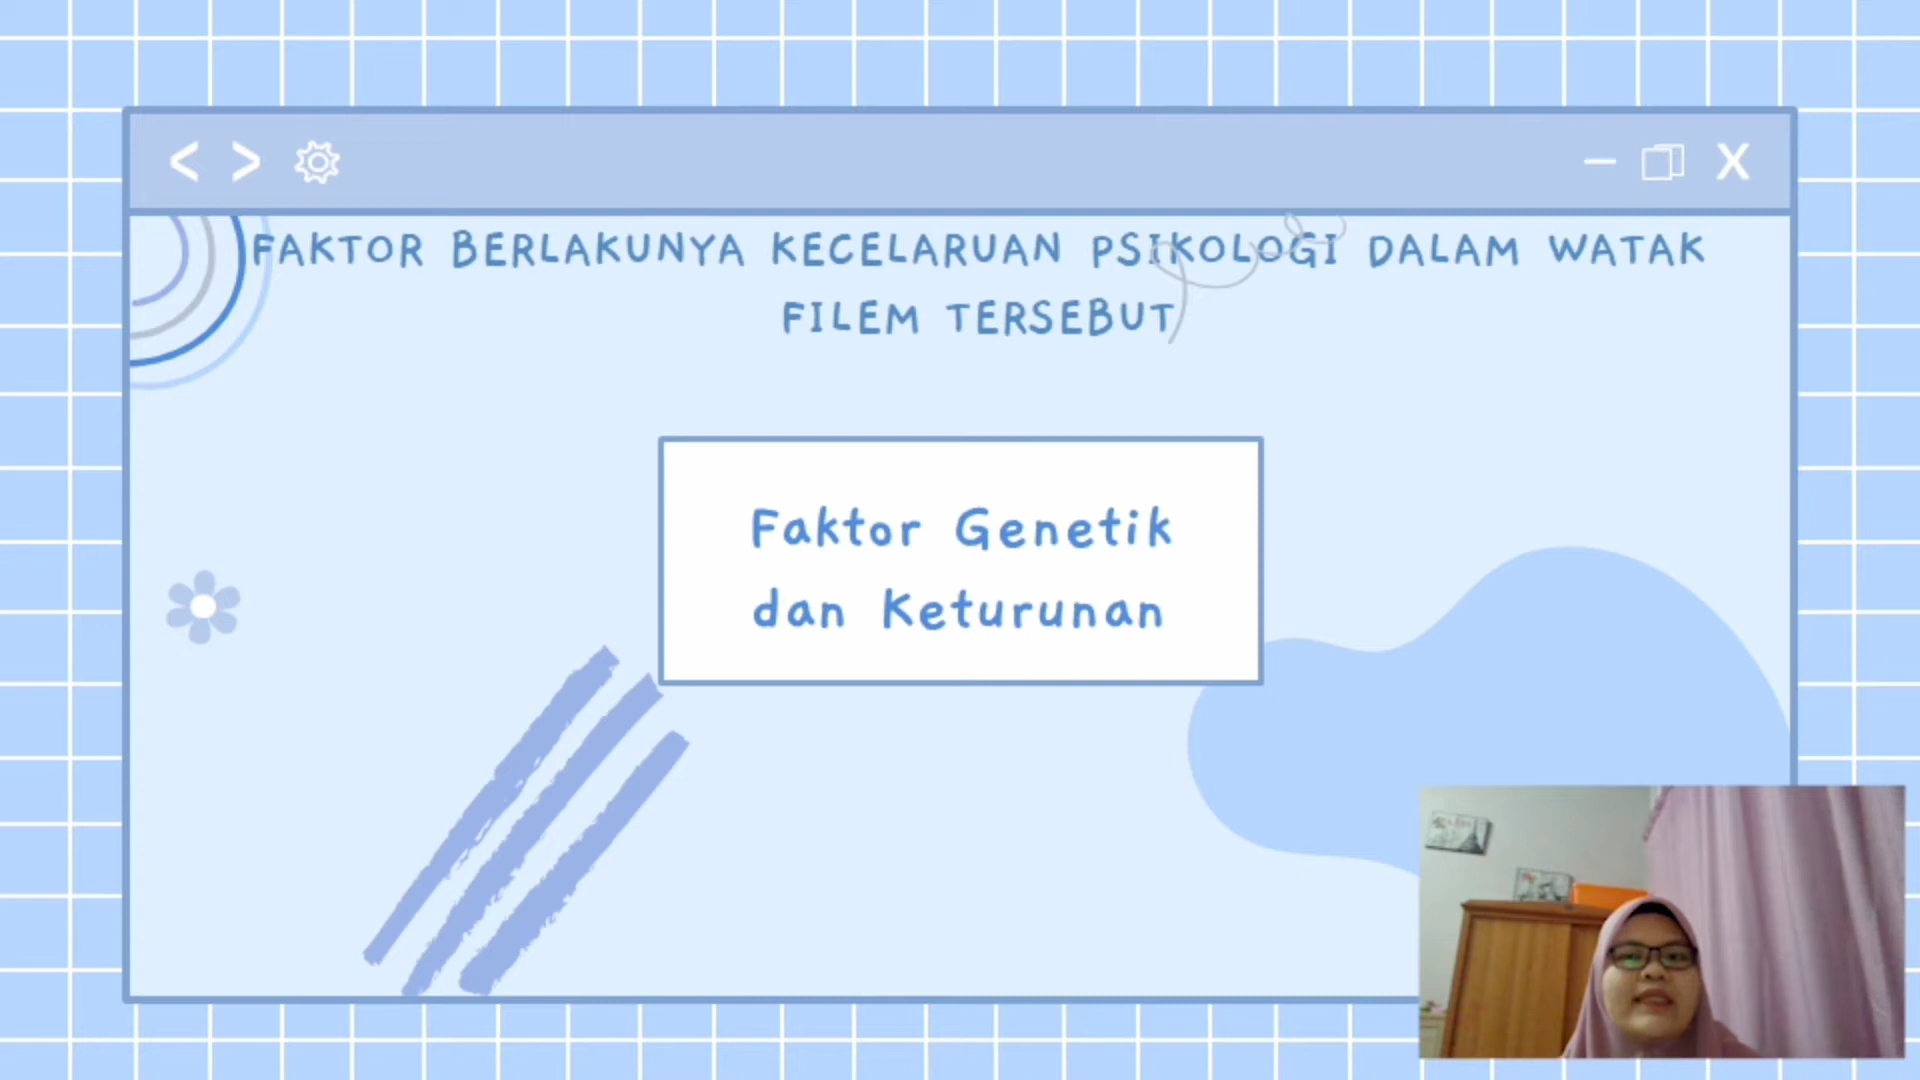 FAKTOR BERLAKUNYA KECELARUAN PSIKOLOGI DALAM WATAK
FILEM TERSEBUT
Faktor Genetik
dan Keturunan